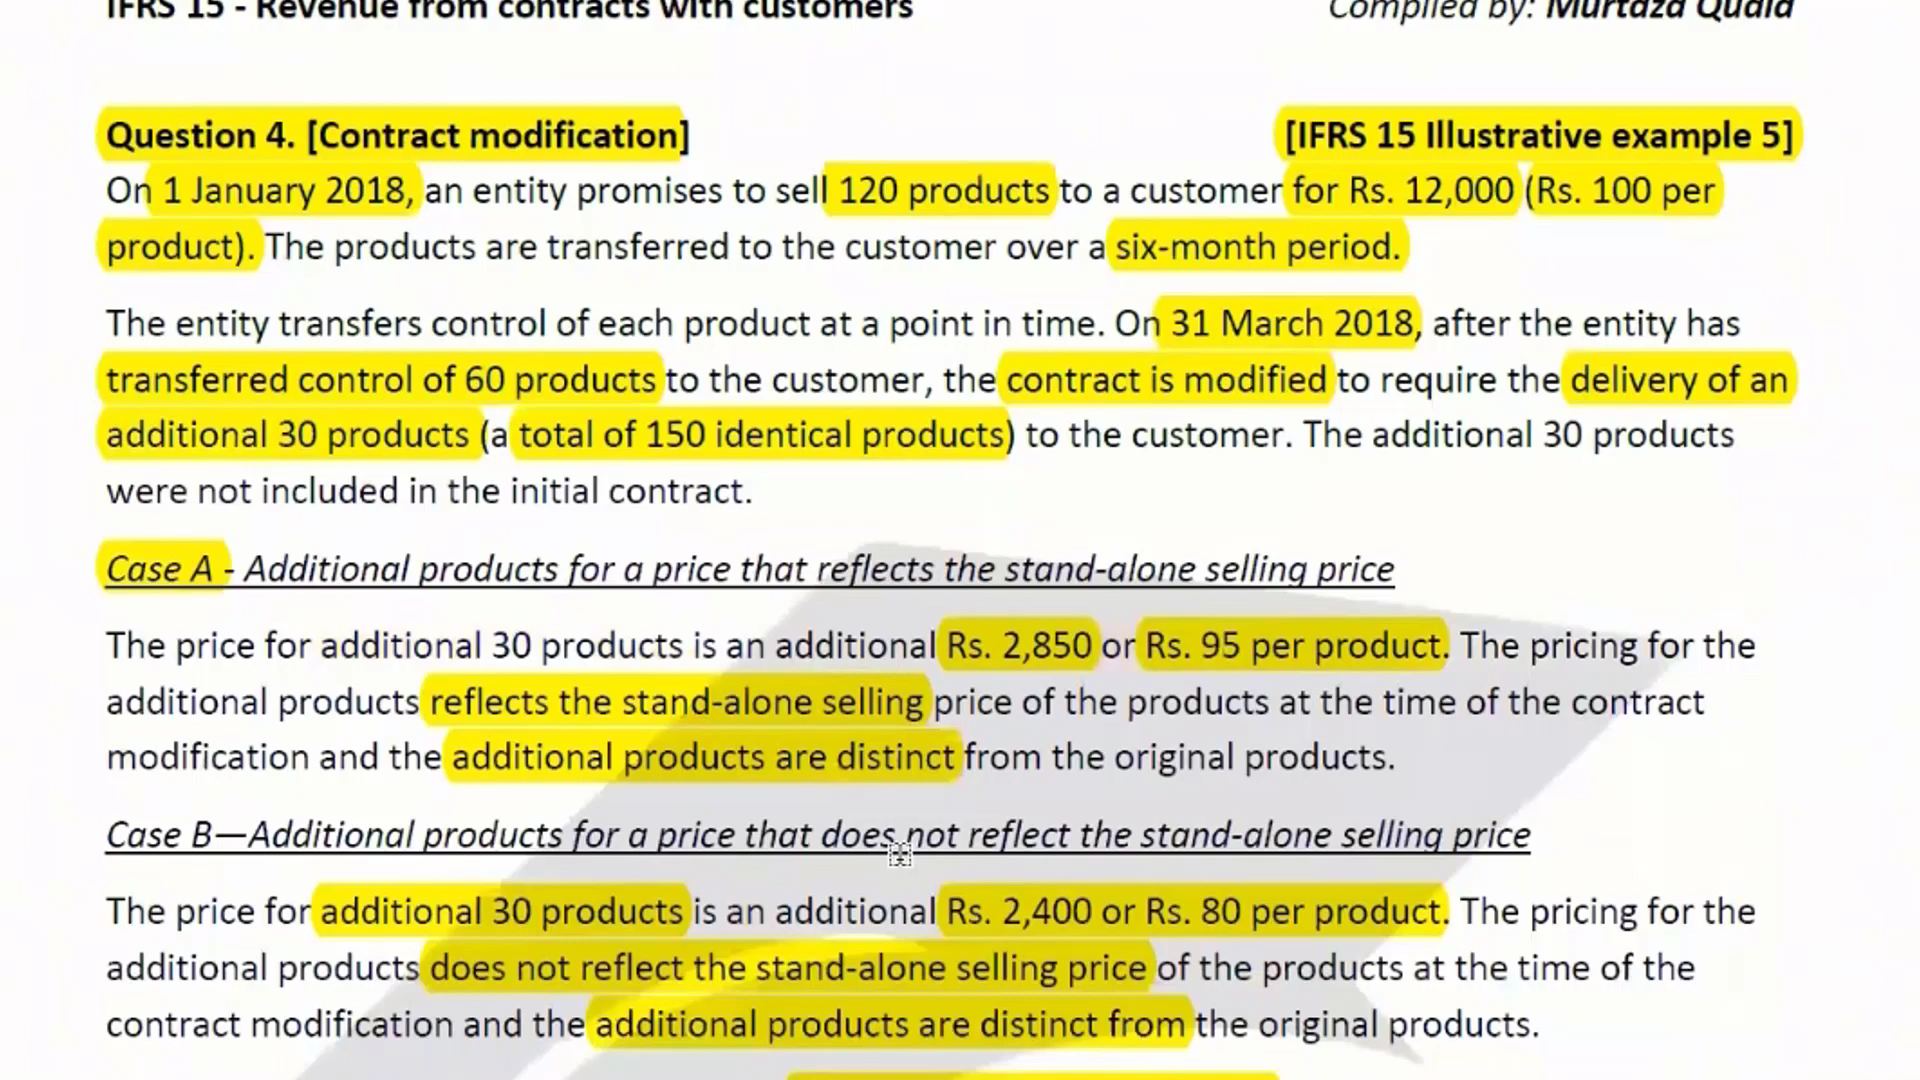 IFRS 15 - Revenue from contracts with customers
Compiled by: Murtaza Quaid
Question 4. [Contract modification]
[IFRS 15 Illustrative example 5]
On 1 January 2018, an entity promises to sell 120 products to a customer for Rs. 12,000 (Rs. 100 per
product). The products are transferred to the customer over a six-month period.
The entity transfers control of each product at a point in time. On 31 March 2018, after the entity has
transferred control of 60 products to the customer, the contract is modified to require the delivery of an
additional 30 products (a total of 150 identical products) to the customer. The additional 30 products
were not included in the initial contract.
Case A - Additional products for a price that reflects the stand-alone selling price
The price for additional 30 products is an additional Rs. 2,850 or Rs. 95 per product. The pricing for the
additional products reflects the stand-alone selling price of the products at the time of the contract
modification and the additional products are distinct from the original products.
Case B—Additional products for a price that does not reflect the stand-alone selling price
The price for additional 30 products is an additional Rs. 2,400 or Rs. 80 per product. The pricing for the
additional products does not reflect the stand-alone selling price of the products at the time of the
contract modification and the additional products are distinct from the original products.